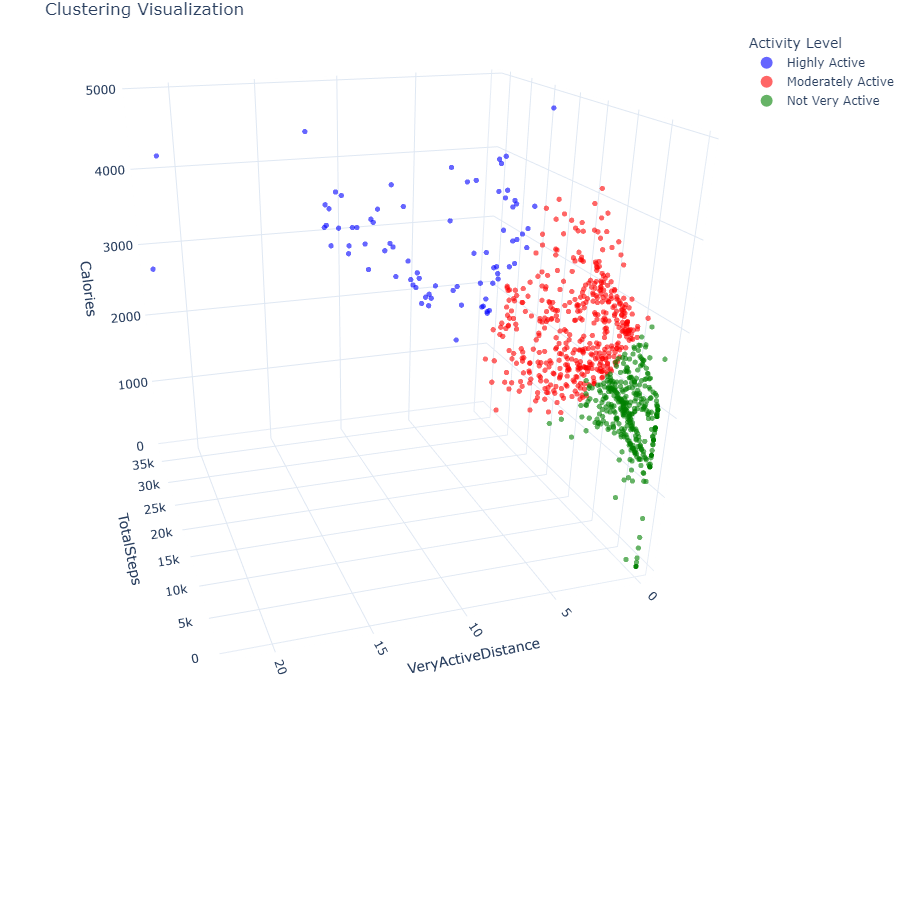 Clustering Visualization
Activity Level
Highly Active
Moderately Active
Not Very Active
5000
4000
3000
2000
1000
0
Calories
35k
30k
25k
20k
15k
10k
5k
0
TotalSteps
20
15
10
5
0
VeryActiveDistance